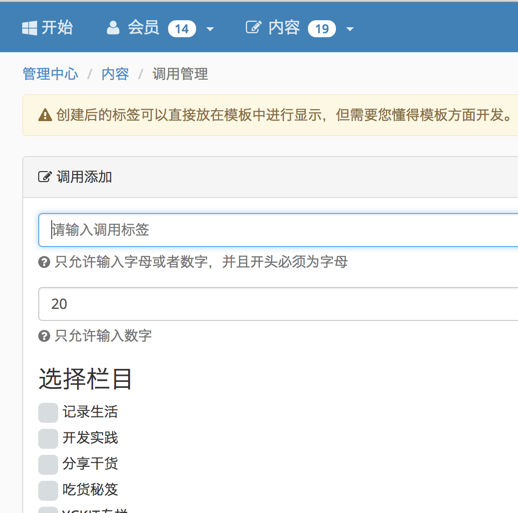 开始 会员 14 内容 19
管理中心 / 内容 / 调用管理
创建后的标签可以直接放在模板中进行显示，但需要您懂得模板方面开发。
调用添加
请输入调用标签
只允许输入字母或者数字，并且开头必须为字母
20
只允许输入数字
选择栏目
记录生活
开发实践
分享干货
吃货秘笈